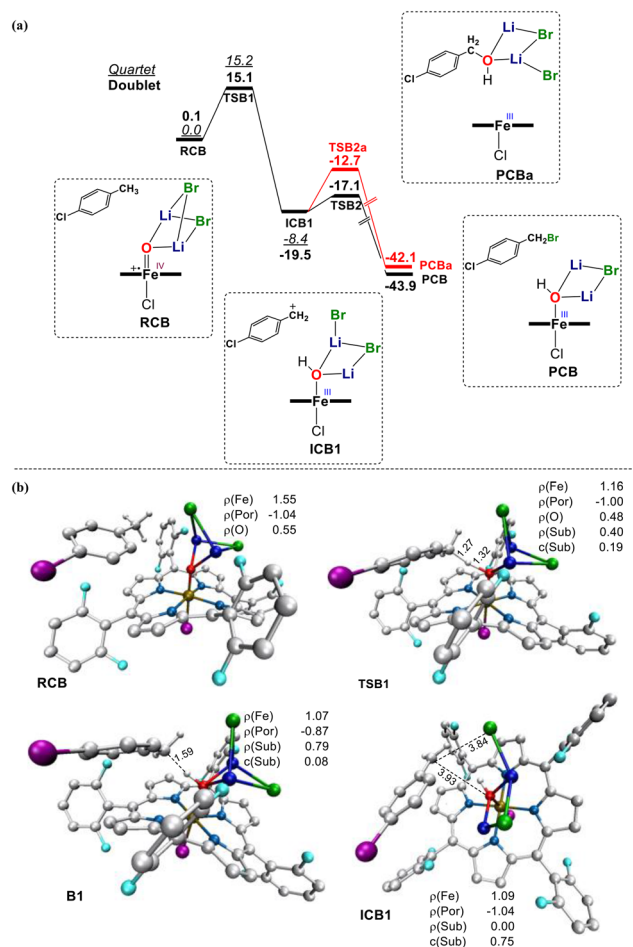 (a)
Quartet
Doublet
15.2
15.1
TSB1
0.1
0.0
RCB
TSB2a
-12.7
-17.1
TSB2
ICB1
-8.4
-19.5
-42.1
PCBa
-43.9
PCB
H2
C
Cl
O
H
Li
Li
Br
Br
Fe
III
Cl
PCBa
CH3
Cl
Br
Li
Br
Li
O
+•
Fe
IV
Cl
RCB
+
CH2
Cl
Br
Li
Br
H
O
Li
III
Fe
Cl
ICB1
CH2Br
Cl
Li
H
O
Br
Li
III
Fe
Cl
PCB
(b)
ρ(Fe) 1.55
ρ(Por) -1.04
ρ(O) 0.55
RCB
ρ(Fe) 1.16
ρ(Por) -1.00
ρ(O) 0.48
ρ(Sub) 0.40
c(Sub) 0.19
1.27
1.32
TSB1
ρ(Fe) 1.07
ρ(Por) -0.87
ρ(Sub) 0.79
c(Sub) 0.08
1.59
B1
3.84
3.93
ρ(Fe) 1.09
ρ(Por) -1.04
ρ(Sub) 0.00
c(Sub) 0.75
ICB1